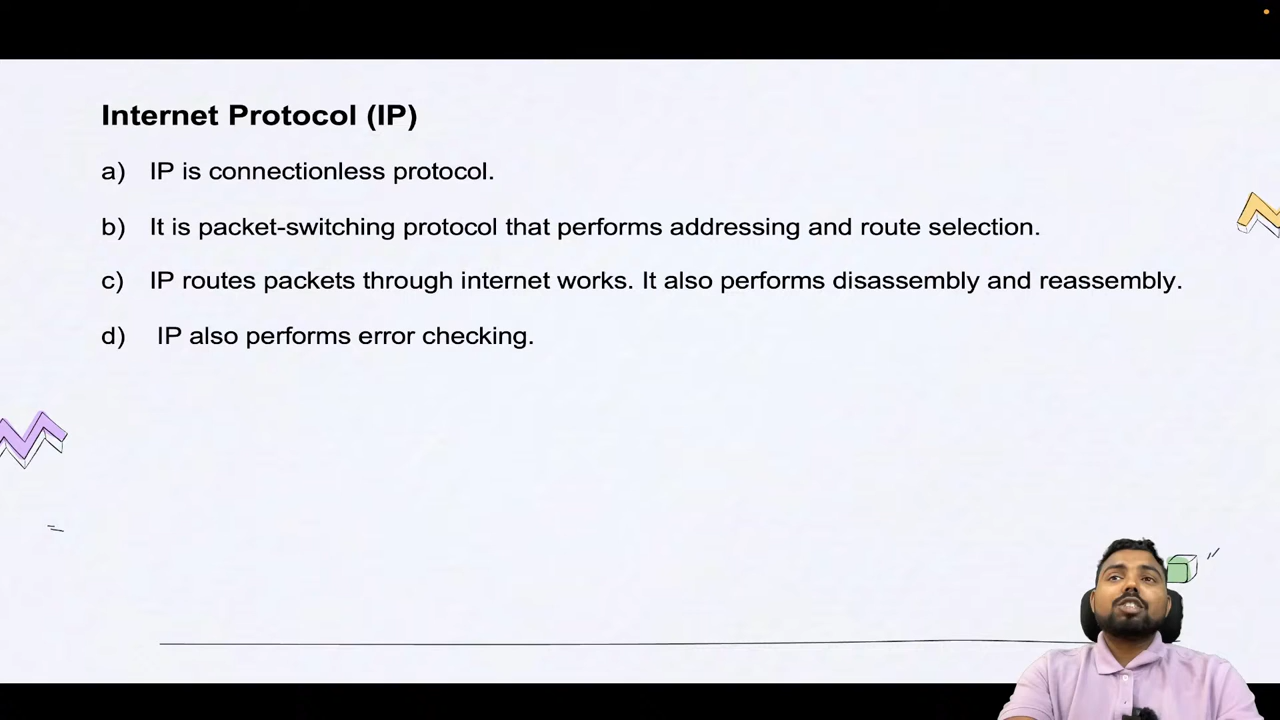 Internet Protocol (IP)
a) IP is connectionless protocol.
b) It is packet-switching protocol that performs addressing and route selection.
c) IP routes packets through internet works. It also performs disassembly and reassembly.
d) IP also performs error checking.